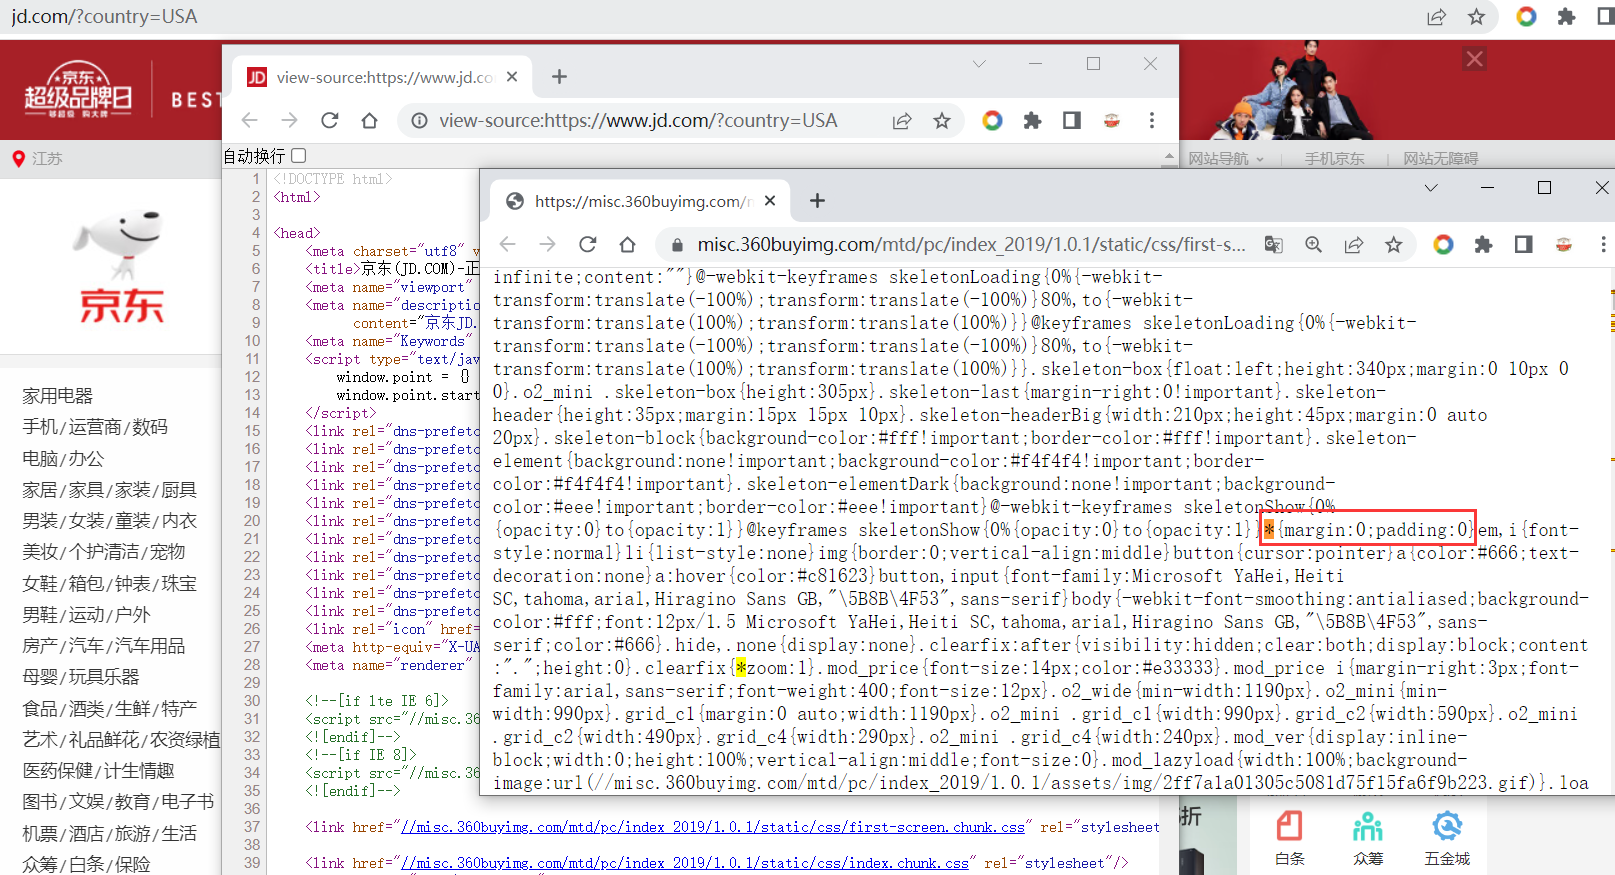 jd.com/?country=USA
京东
超级品牌日
够超级 购大牌
BEST
江苏
京东
家用电器
手机/运营商/数码
电脑/办公
家居/家具/家装/厨具
男装/女装/童装/内衣
美妆/个护清洁/宠物
女鞋/箱包/钟表/珠宝
男鞋/运动/户外
房产/汽车/汽车用品
母婴/玩具乐器
食品/酒类/生鲜/特产
艺术/礼品鲜花/农资绿植
医药保健/计生情趣
图书/文娱/教育/电子书
机票/酒店/旅游/生活
众筹/白条/保险
JD view-source:https://www.jd.co
view-source:https://www.jd.com/?country=USA
自动换行
1 <!DOCTYPE html>
2 <html>
3
4 <head>
5 <meta charset="utf8" v
6 <title>京东(JD.COM)-正
7 <meta name="viewport"
8 <meta name="descriptio
9 content="京东JD.
10 <meta name="Keywords"
11 <script type="text/jav
12 window.point = {}
13 window.point.start
14 </script>
15 <link rel="dns-prefetc
16 <link rel="dns-prefetc
17 <link rel="dns-prefetc
18 <link rel="dns-prefetc
19 <link rel="dns-prefetc
20 <link rel="dns-prefetc
21 <link rel="dns-prefetc
22 <link rel="dns-prefetc
23 <link rel="dns-prefetc
24 <link rel="dns-prefetc
25 <link rel="dns-prefetc
26 <link rel="icon" href=
27 <meta http-equiv="X-UA
28 <meta name="renderer"
29
30 <!--[if lte IE 6]>
31 <script src="//misc.36
32 <![endif]-->
33 <!--[if IE 8]>
34 <script src="//misc.36
35 <![endif]-->
36
37 <link href="//misc.360buyimg.com/mtd/pc/index_2019/1.0.1/static/css/first-screen.chunk.css" rel="stylesheet
38
39 <link href="//misc.360buyimg.com/mtd/pc/index_2019/1.0.1/static/css/index.chunk.css" rel="stylesheet"/>
网站导航
手机京东
网站无障碍
https://misc.360buyimg.com/m
misc.360buyimg.com/mtd/pc/index_2019/1.0.1/static/css/first-s...
infinite;content:""}@-webkit-keyframes skeletonLoading{0%{-webkit-
transform:translate(-100%);transform:translate(-100%)}80%,to{-webkit-
transform:translate(100%);transform:translate(100%)}}@keyframes skeletonLoading{0%{-webkit-
transform:translate(-100%);transform:translate(-100%)}80%,to{-webkit-
transform:translate(100%);transform:translate(100%)}}.skeleton-box{float:left;height:340px;margin:0 10px 0
0}.o2_mini .skeleton-box{height:305px}.skeleton-last{margin-right:0!important}.skeleton-
header{height:35px;margin:15px 15px 10px}.skeleton-headerBig{width:210px;height:45px;margin:0 auto
20px}.skeleton-block{background-color:#fff!important;border-color:#fff!important}.skeleton-
element{background:none!important;background-color:#f4f4f4!important;border-
color:#f4f4f4!important}.skeleton-elementDark{background:none!important;background-
color:#eee!important;border-color:#eee!important}@-webkit-keyframes skeletonShow{0%
{opacity:0}to{opacity:1}}@keyframes skeletonShow{0%{opacity:0}to{opacity:1}}*{margin:0;padding:0}em,i{font-
style:normal}li{list-style:none}img{border:0;vertical-align:middle}button{cursor:pointer}a{color:#666;text-
decoration:none}a:hover{color:#c81623}button,input{font-family:Microsoft YaHei,Heiti
SC,tahoma,arial,Hiragino Sans GB,"\5B8B\4F53",sans-serif}body{-webkit-font-smoothing:antialiased;background-
color:#fff;font:12px/1.5 Microsoft YaHei,Heiti SC,tahoma,arial,Hiragino Sans GB,"\5B8B\4F53",sans-
serif;color:#666}.hide,.none{display:none}.clearfix:after{visibility:hidden;clear:both;display:block;content
:".";height:0}.clearfix{*zoom:1}.mod_price{font-size:14px;color:#e33333}.mod_price i{margin-right:3px;font-
family:arial,sans-serif;font-weight:400;font-size:12px}.o2_wide{min-width:1190px}.o2_mini{min-
width:990px}.grid_c1{margin:0 auto;width:1190px}.o2_mini .grid_c1{width:990px}.grid_c2{width:590px}.o2_mini
.grid_c2{width:490px}.grid_c4{width:290px}.o2_mini .grid_c4{width:240px}.mod_ver{display:inline-
block;width:0;height:100%;vertical-align:middle;font-size:0}.mod_lazyload{width:100%;background-
image:url(//misc.360buyimg.com/mtd/pc/index_2019/1.0.1/assets/img/2ff7a1a01305c5081d75f15fa6f9b223.gif)}.loa
折
白条
众筹
五金城